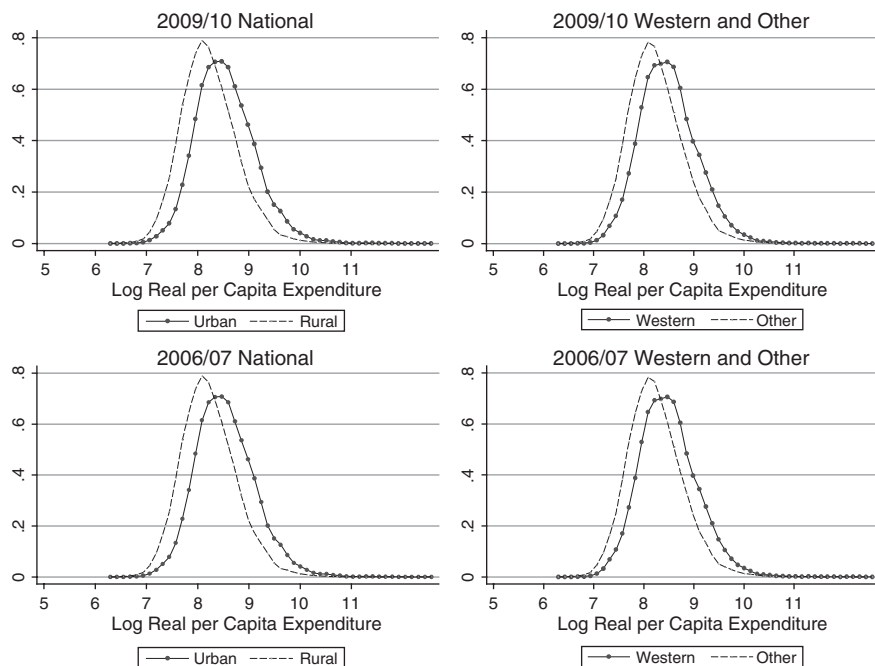 2009/10 National
.8
.6
.4
.2
0
5 6 7 8 9 10 11
Log Real per Capita Expenditure
Urban Rural
2009/10 Western and Other
.8
.6
.4
.2
0
5 6 7 8 9 10 11
Log Real per Capita Expenditure
Western Other
2006/07 National
.8
.6
.4
.2
0
5 6 7 8 9 10 11
Log Real per Capita Expenditure
Urban Rural
2006/07 Western and Other
.8
.6
.4
.2
0
5 6 7 8 9 10 11
Log Real per Capita Expenditure
Western Other